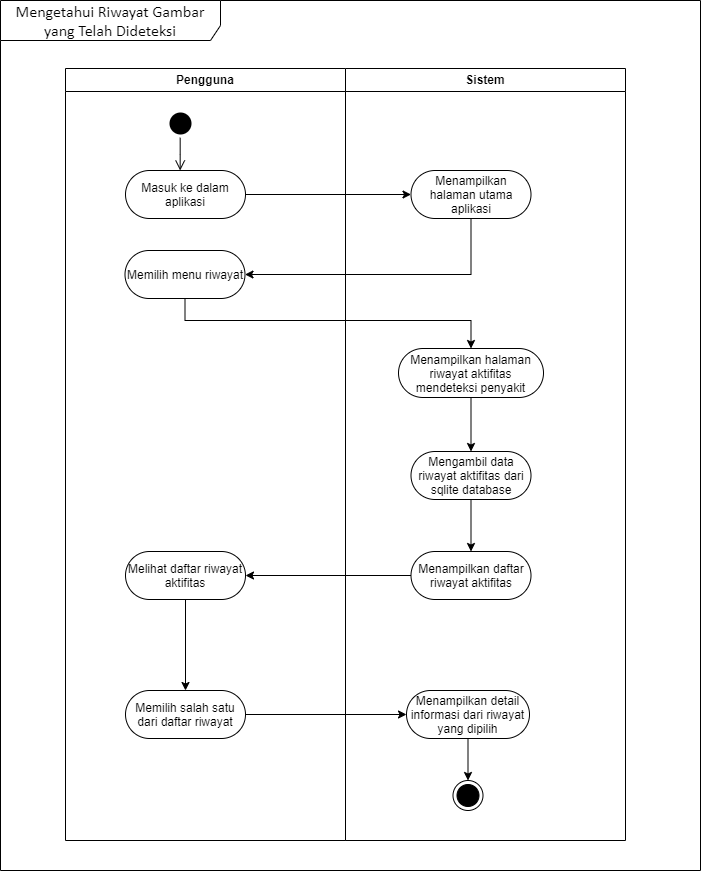 Mengetahui Riwayat Gambar
yang Telah Dideteksi
Pengguna
Sistem
Masuk ke dalam
aplikasi
Menampilkan
halaman utama
aplikasi
Memilih menu riwayat
Menampilkan halaman
riwayat aktifitas
mendeteksi penyakit
Mengambil data
riwayat aktifitas dari
sqlite database
Menampilkan daftar
riwayat aktifitas
Melihat daftar riwayat
aktifitas
Memilih salah satu
dari daftar riwayat
Menampilkan detail
informasi dari riwayat
yang dipilih